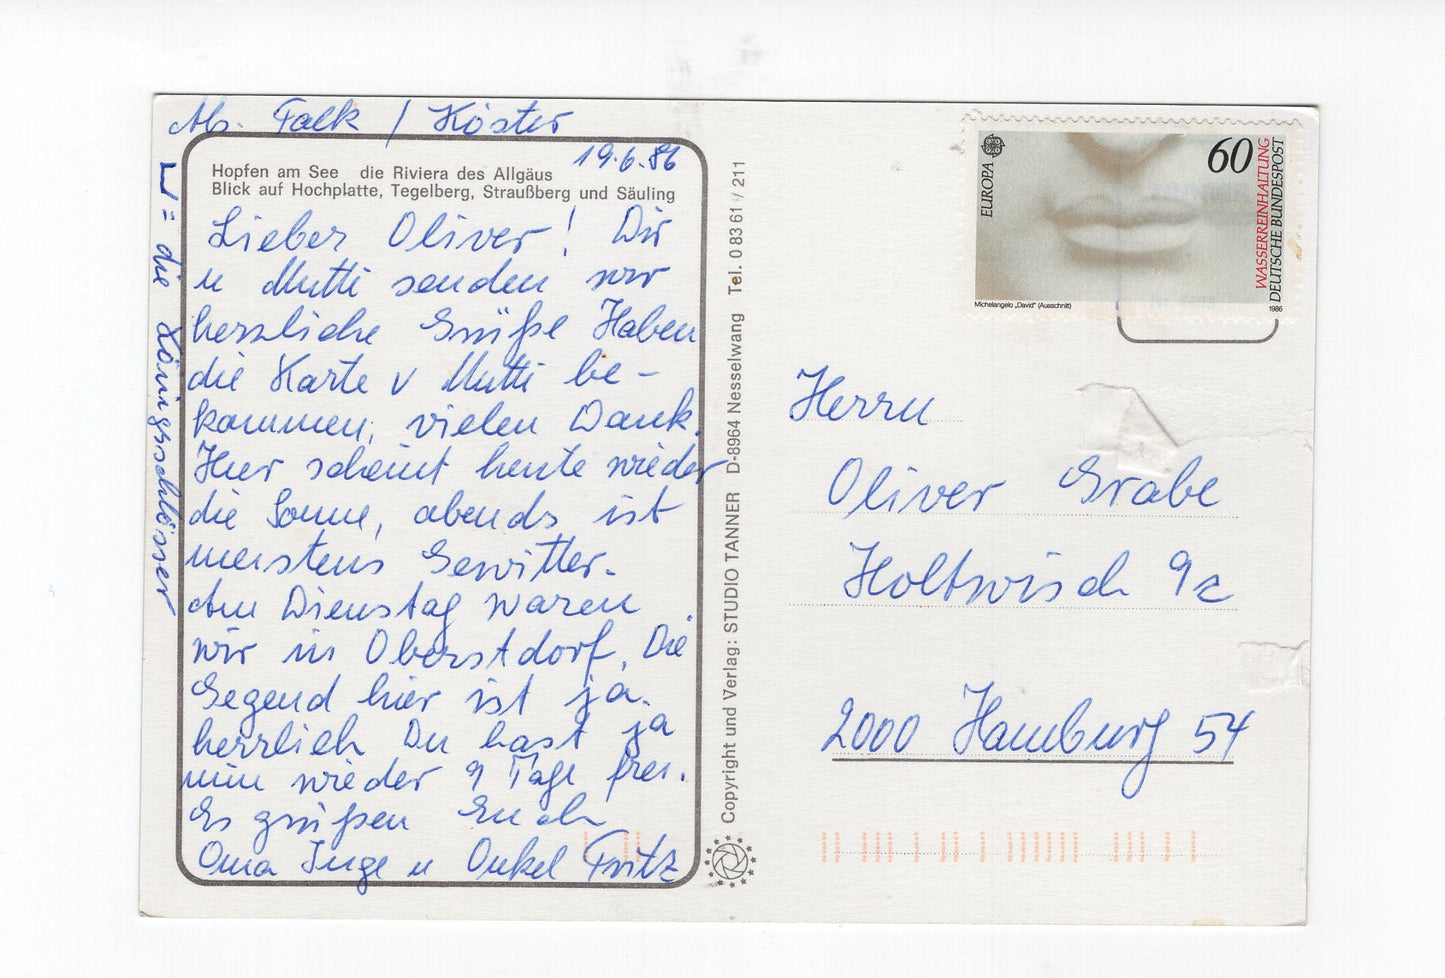 Abs. Falk / Köster
19.6.86
Hopfen am See die Riviera des Allgäus
Blick auf Hochplatte, Tegelberg, Straußberg und Säuling
Lieber Oliver! Dir
u Mutti senden wir
herzliche Grüße Haben
die Karte v Mutti be-
kommen, vielen Dank.
Hier scheint heute wieder
die Sonne, abends ist
meistens Gewitter.
Am Dienstag waren
wir in Oberstdorf. Die
Gegend hier ist ja
herrlich Du hast ja
nun wieder 9 Tage frei.
Es grüßen Euch
Oma Inge u Onkel Fritz
= die Königsschlösser
Copyright und Verlag: STUDIO TANNER D-8964 Nesselwang Tel. 0 83 61 / 211
EUROPA
60
WASSERREINHALTUNG
DEUTSCHE BUNDESPOST
Michelangelo „David" (Ausschnitt)
1986
Herrn
Oliver Grabe
Holtwisch 9c
2000 Hamburg 54